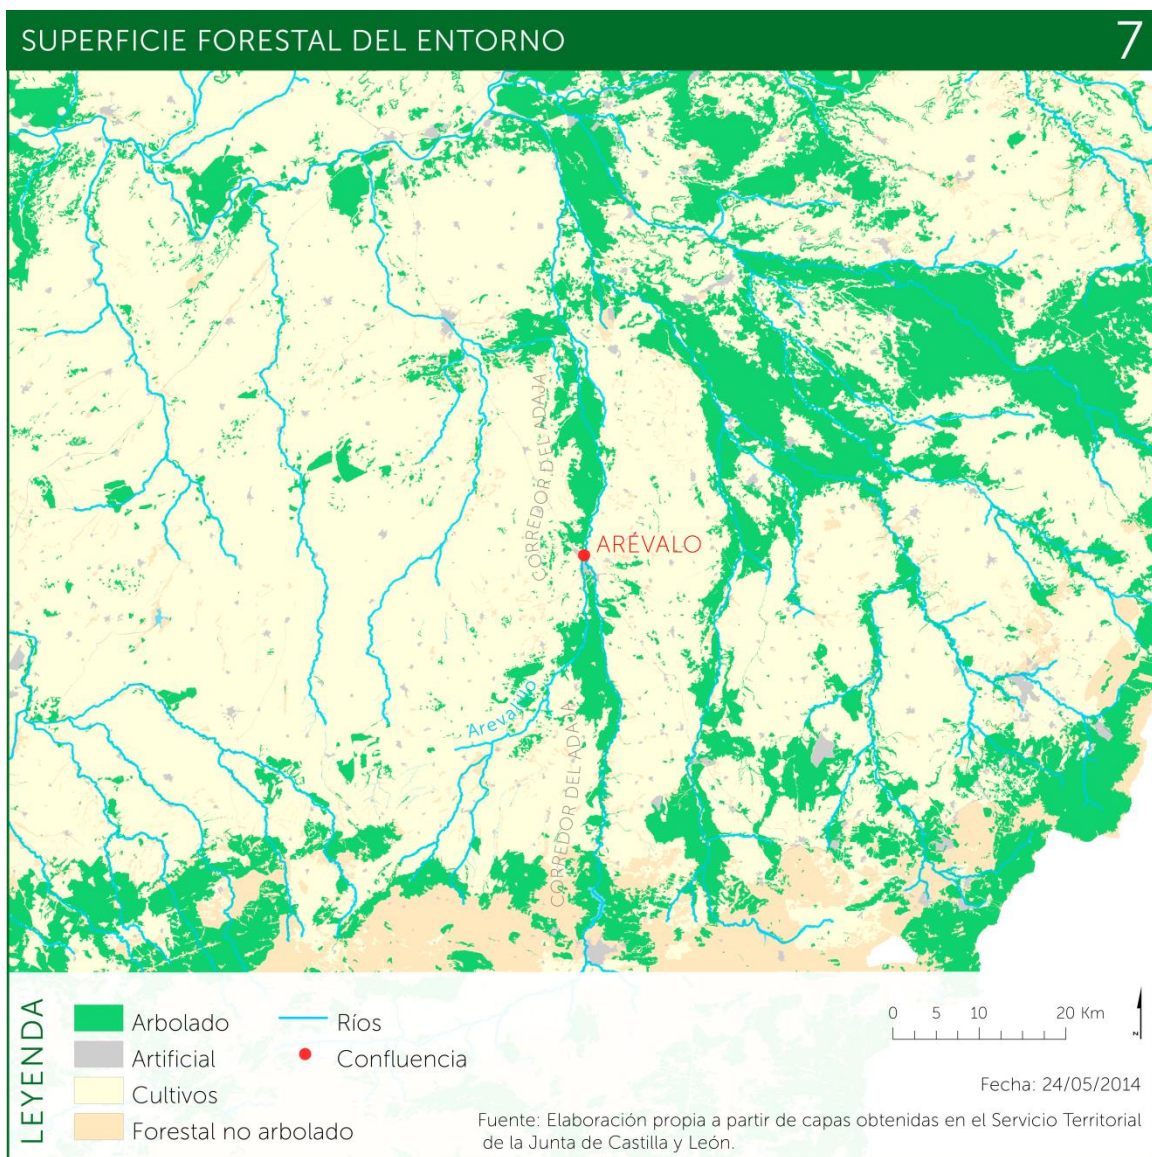 SUPERFICIE FORESTAL DEL ENTORNO
7
CORREDOR DEL ADAJA
ARÉVALO
Arevalillo
CORREDOR DEL ADAJA
LEYENDA
Arbolado
Artificial
Cultivos
Forestal no arbolado
Ríos
Confluencia
0 5 10 20 Km
N
Fecha: 24/05/2014
Fuente: Elaboración propia a partir de capas obtenidas en el Servicio Territorial
de la Junta de Castilla y León.